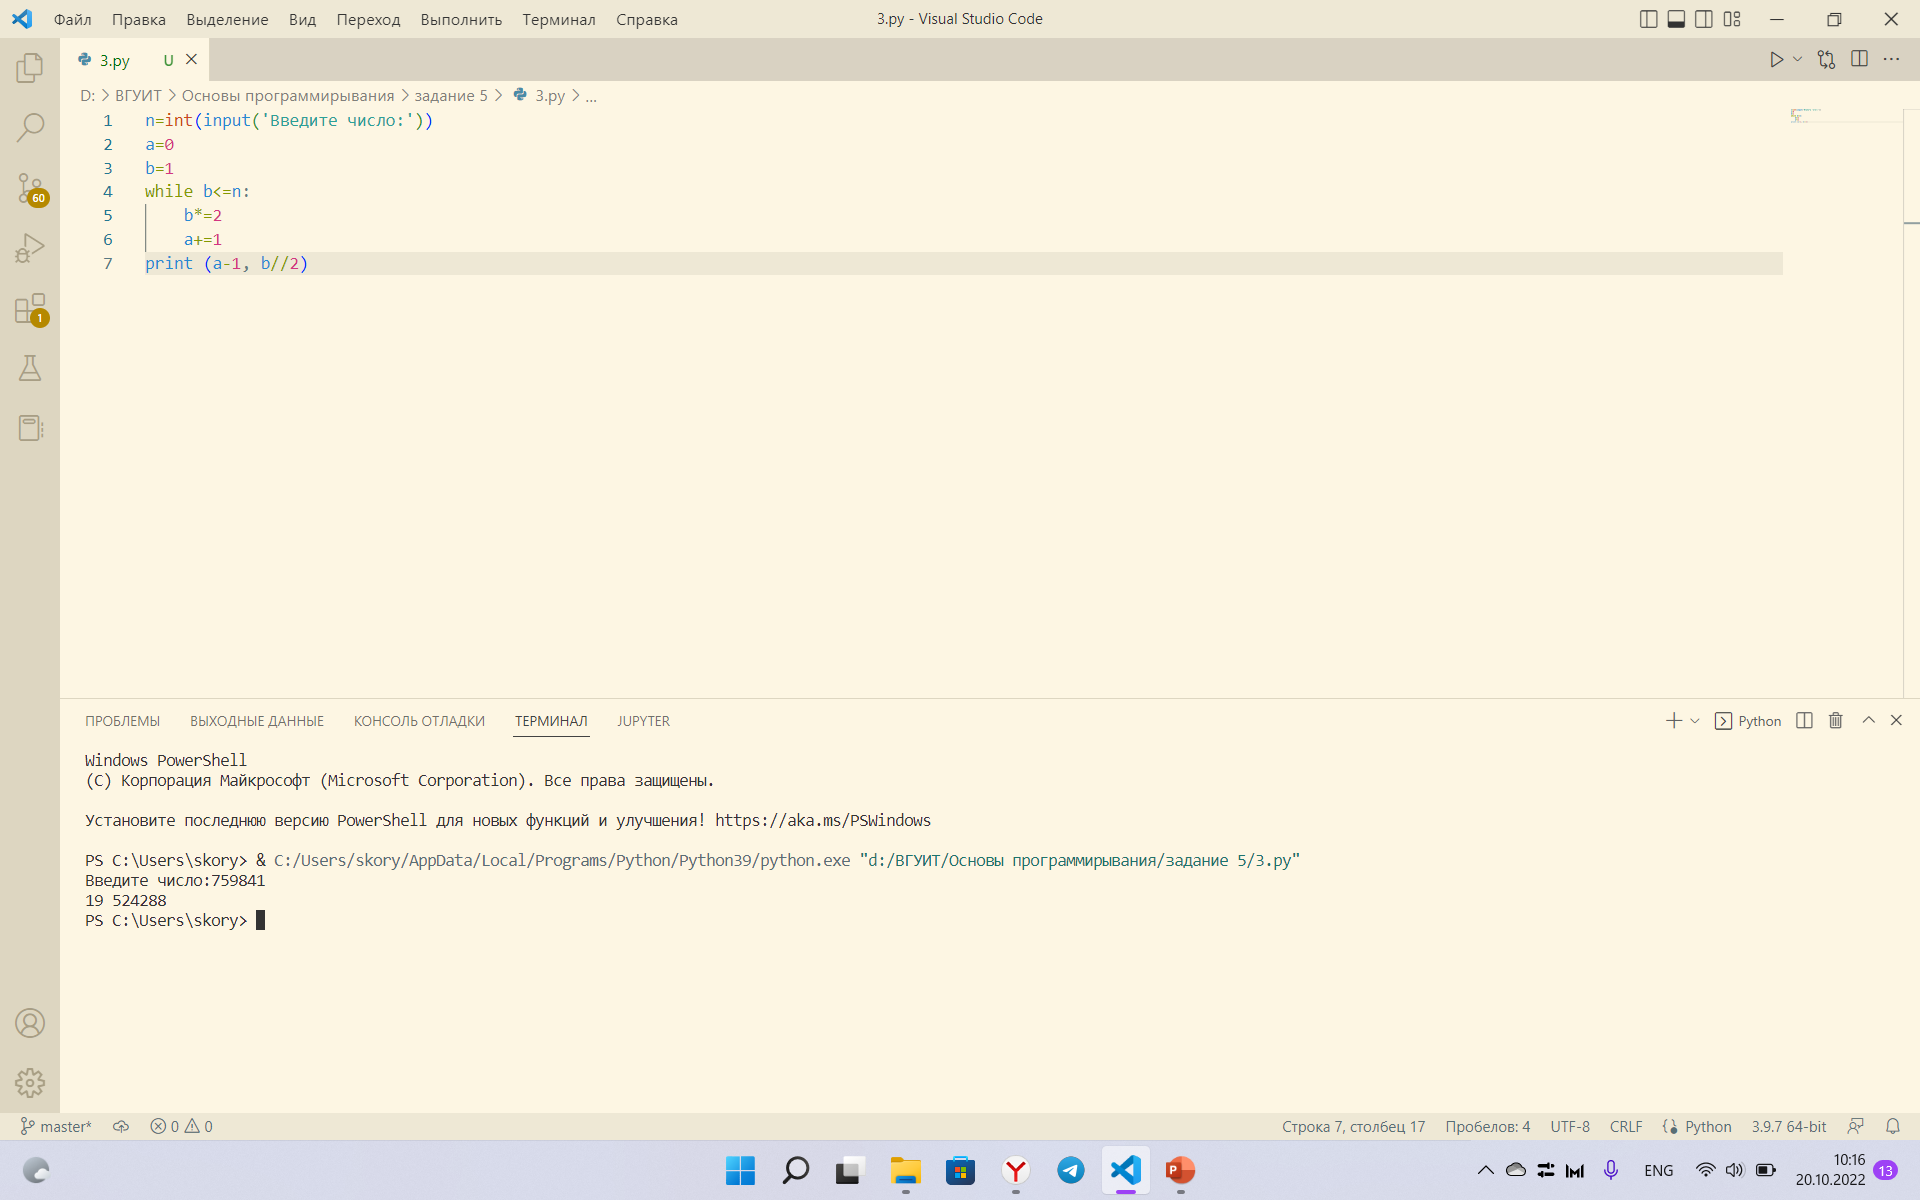 Файл Правка Выделение Вид Переход Выполнить Терминал Справка 3.py - Visual Studio Code
3.py U
D: > ВГУИТ > Основы программирывания > задание 5 > 3.py > ...
1 n=int(input('Введите число:'))
2 a=0
3 b=1
4 while b<=n:
5 b*=2
6 a+=1
7 print (a-1, b//2)
60
1
ПРОБЛЕМЫ ВЫХОДНЫЕ ДАННЫЕ КОНСОЛЬ ОТЛАДКИ ТЕРМИНАЛ JUPYTER Python
Windows PowerShell
(C) Корпорация Майкрософт (Microsoft Corporation). Все права защищены.
Установите последнюю версию PowerShell для новых функций и улучшения! https://aka.ms/PSWindows
PS C:\Users\skory> & C:/Users/skory/AppData/Local/Programs/Python/Python39/python.exe "d:/ВГУИТ/Основы программирывания/задание 5/3.py"
Введите число:759841
19 524288
PS C:\Users\skory>
master* 0 0 Строка 7, столбец 17 Пробелов: 4 UTF-8 CRLF Python 3.9.7 64-bit
ENG 10:16
20.10.2022 13